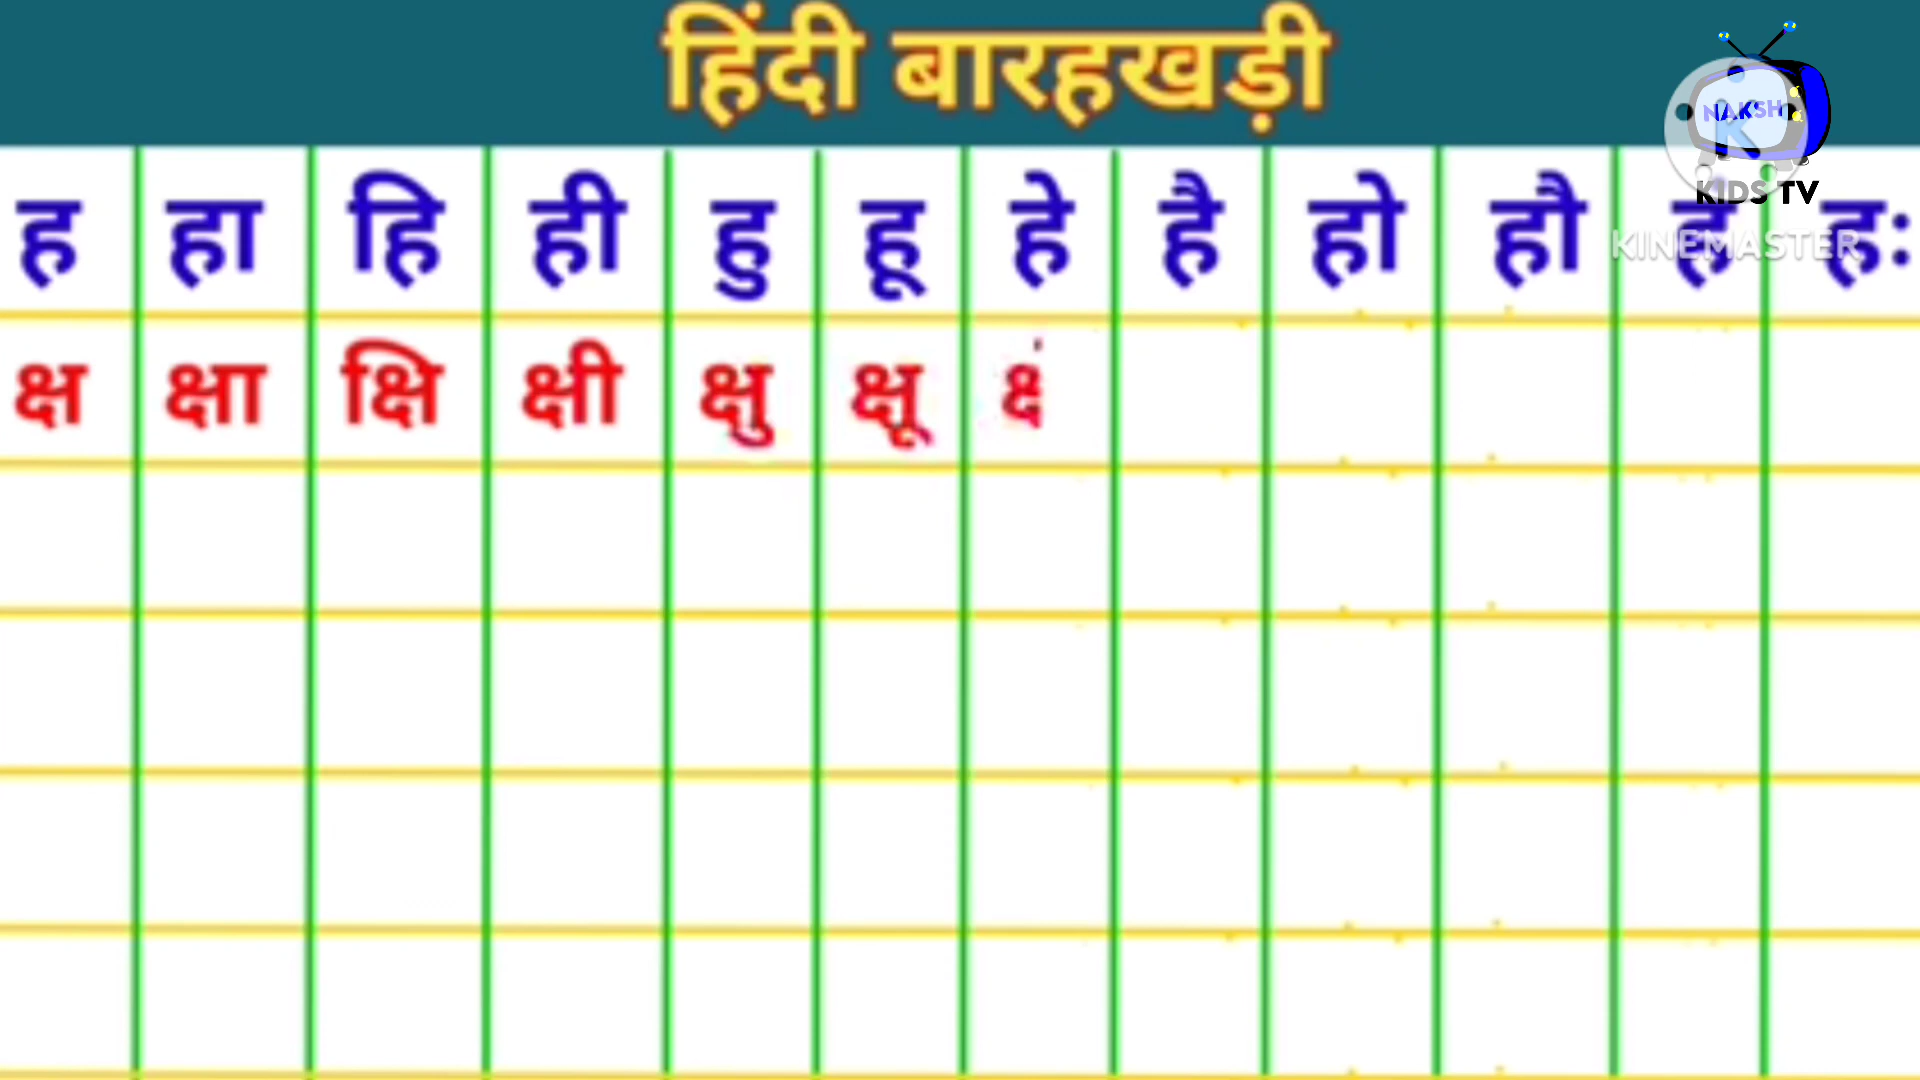 हिंदी बारहखड़ी
NAKSH
K
KIDS TV
KINEMASTER
ह हा हि ही हु हू हे है हो हौ हं हः
क्ष क्षा क्षि क्षी क्षु क्षू